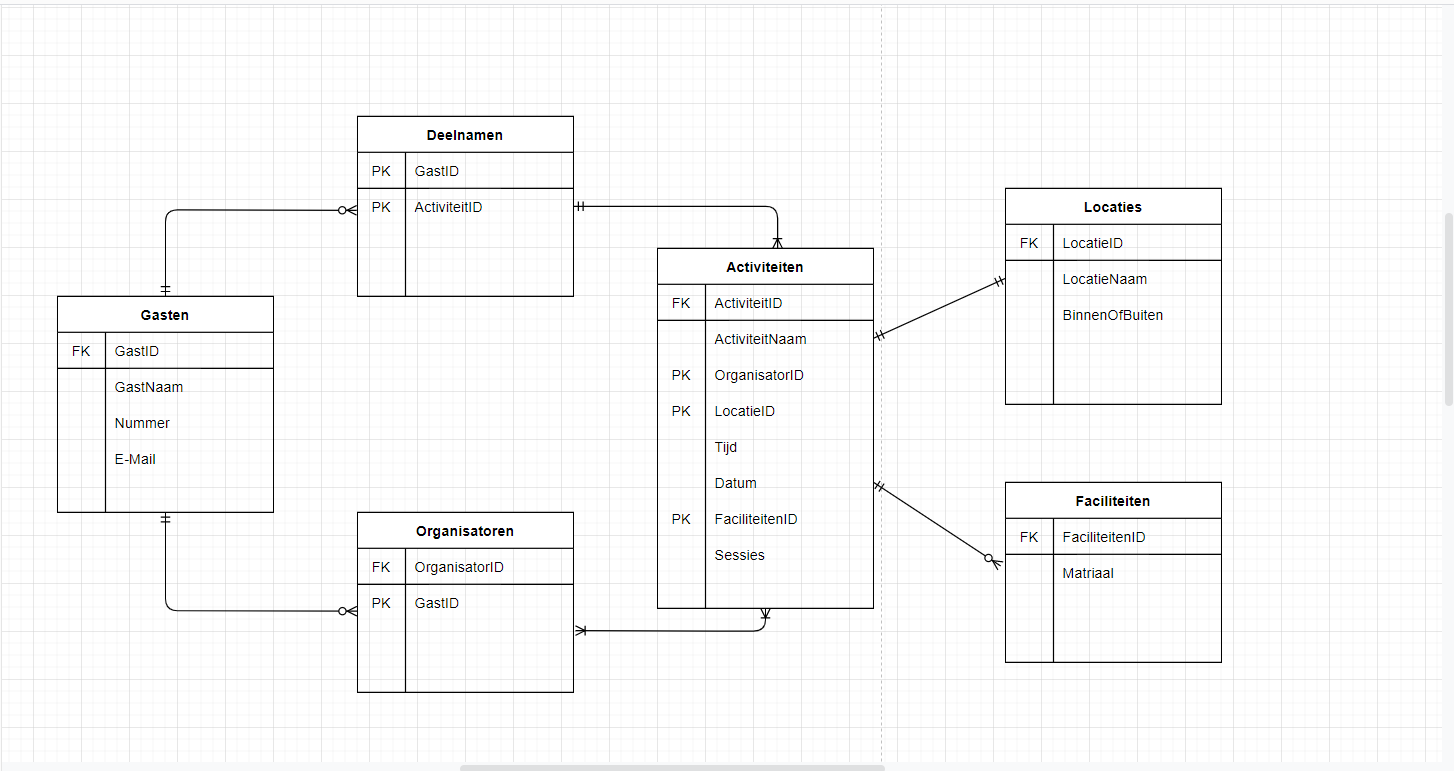 Deelnamen
PK GastID
PK ActiviteitID
Gasten
FK GastID
GastNaam
Nummer
E-Mail
Organisatoren
FK OrganisatorID
PK GastID
Activiteiten
FK ActiviteitID
ActiviteitNaam
PK OrganisatorID
PK LocatieID
Tijd
Datum
PK FaciliteitenID
Sessies
Locaties
FK LocatieID
LocatieNaam
BinnenOfBuiten
Faciliteiten
FK FaciliteitenID
Matriaal